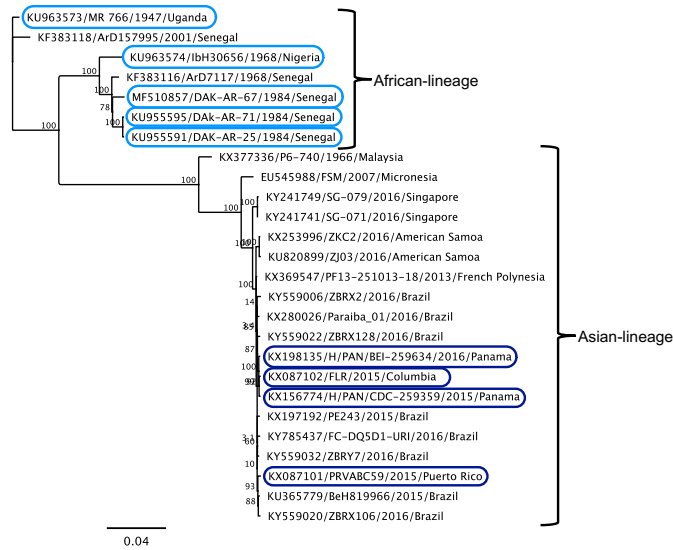 KU963573/MR 766/1947/Uganda
KF383118/ArD157995/2001/Senegal
KU963574/IbH30656/1968/Nigeria
100
KF383116/ArD7117/1968/Senegal
African-lineage
100
MF510857/DAK-AR-67/1984/Senegal
78
KU955595/DAk-AR-71/1984/Senegal
100
100
KU955591/DAK-AR-25/1984/Senegal
KX377336/P6-740/1966/Malaysia
100
EU545988/FSM/2007/Micronesia
KY241749/SG-079/2016/Singapore
100
100
KY241741/SG-071/2016/Singapore
KX253996/ZKC2/2016/American Samoa
100
KU820899/ZJ03/2016/American Samoa
KX369547/PF13-251013-18/2013/French Polynesia
100
KY559006/ZBRX2/2016/Brazil
14
KX280026/Paraiba_01/2016/Brazil
KY559022/ZBRX128/2016/Brazil
Asian-lineage
87
KX198135/H/PAN/BEI-259634/2016/Panama
100
KX087102/FLR/2015/Columbia
KX156774/H/PAN/CDC-259359/2015/Panama
KX197192/PE243/2015/Brazil
KY785437/FC-DQ5D1-URI/2016/Brazil
60
KY559032/ZBRY7/2016/Brazil
10
KX087101/PRVABC59/2015/Puerto Rico
93
KU365779/BeH819966/2015/Brazil
88
KY559020/ZBRX106/2016/Brazil
0.04